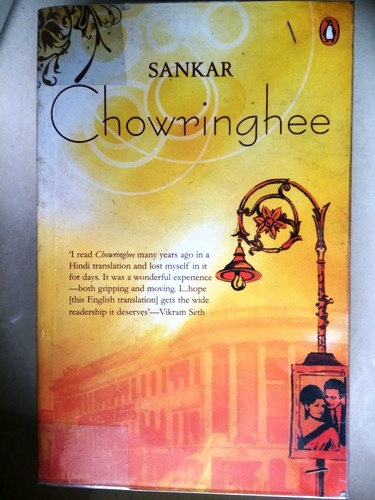 SANKAR
Chowringhee
'I read Chowringhee many years ago in a
Hindi translation and lost myself in it
for days. It was a wonderful experience
—both gripping and moving. I...hope
[this English translation] gets the wide
readership it deserves'—Vikram Seth